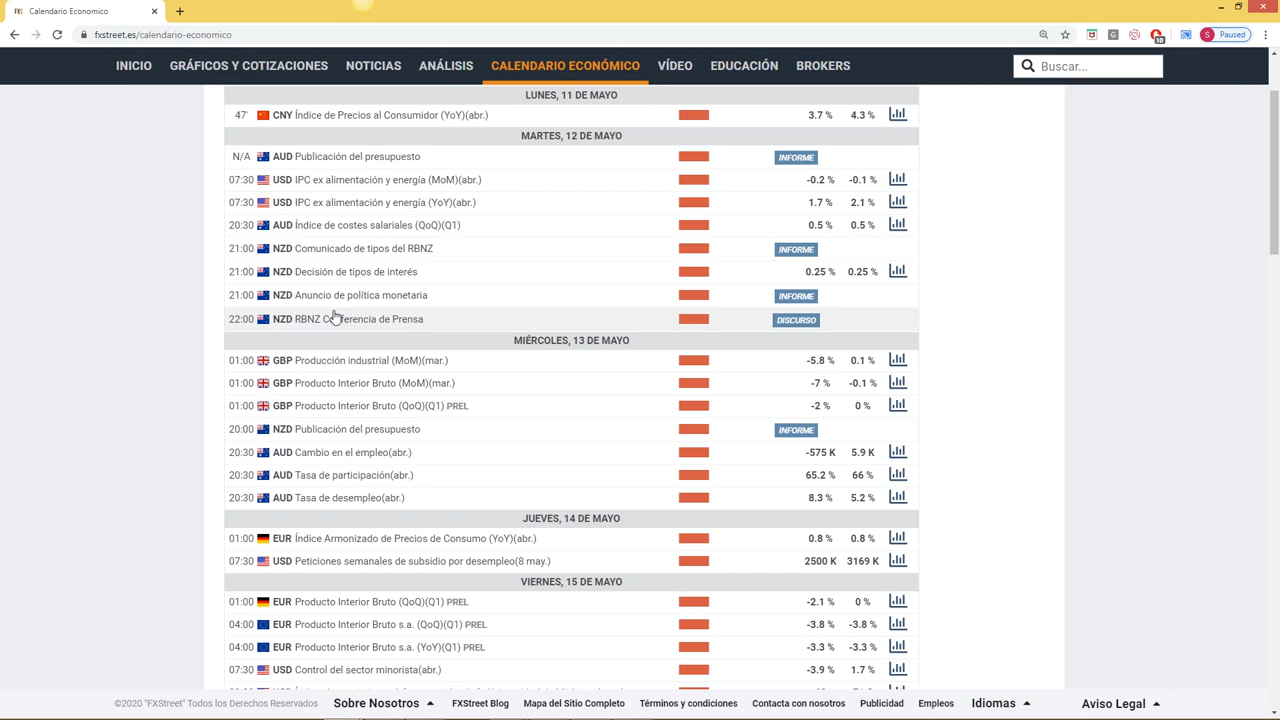 Calendario Economico
fxstreet.es/calendario-economico
Paused
INICIO GRÁFICOS Y COTIZACIONES NOTICIAS ANÁLISIS CALENDARIO ECONÓMICO VÍDEO EDUCACIÓN BROKERS Buscar...
LUNES, 11 DE MAYO
47' CNY Índice de Precios al Consumidor (YoY)(abr.) 3.7 % 4.3 %
MARTES, 12 DE MAYO
N/A AUD Publicación del presupuesto INFORME
07:30 USD IPC ex alimentación y energía (MoM)(abr.) -0.2 % -0.1 %
07:30 USD IPC ex alimentación y energía (YoY)(abr.) 1.7 % 2.1 %
20:30 AUD Índice de costes salariales (QoQ)(Q1) 0.5 % 0.5 %
21:00 NZD Comunicado de tipos del RBNZ INFORME
21:00 NZD Decisión de tipos de interés 0.25 % 0.25 %
21:00 NZD Anuncio de política monetaria INFORME
22:00 NZD RBNZ Conferencia de Prensa DISCURSO
MIÉRCOLES, 13 DE MAYO
01:00 GBP Producción industrial (MoM)(mar.) -5.8 % 0.1 %
01:00 GBP Producto Interior Bruto (MoM)(mar.) -7 % -0.1 %
01:00 GBP Producto Interior Bruto (QoQ)(Q1) PREL -2 % 0 %
20:00 NZD Publicación del presupuesto INFORME
20:30 AUD Cambio en el empleo(abr.) -575 K 5.9 K
20:30 AUD Tasa de participación(abr.) 65.2 % 66 %
20:30 AUD Tasa de desempleo(abr.) 8.3 % 5.2 %
JUEVES, 14 DE MAYO
01:00 EUR Índice Armonizado de Precios de Consumo (YoY)(abr.) 0.8 % 0.8 %
07:30 USD Peticiones semanales de subsidio por desempleo(8 may.) 2500 K 3169 K
VIERNES, 15 DE MAYO
01:00 EUR Producto Interior Bruto (QoQ)(Q1) PREL -2.1 % 0 %
04:00 EUR Producto Interior Bruto s.a. (QoQ)(Q1) PREL -3.8 % -3.8 %
04:00 EUR Producto Interior Bruto s.a. (YoY)(Q1) PREL -3.3 % -3.3 %
07:30 USD Control del sector minorista(abr.) -3.9 % 1.7 %
©2020 "FXStreet" Todos los Derechos Reservados Sobre Nosotros FXStreet Blog Mapa del Sitio Completo Términos y condiciones Contacta con nosotros Publicidad Empleos Idiomas Aviso Legal